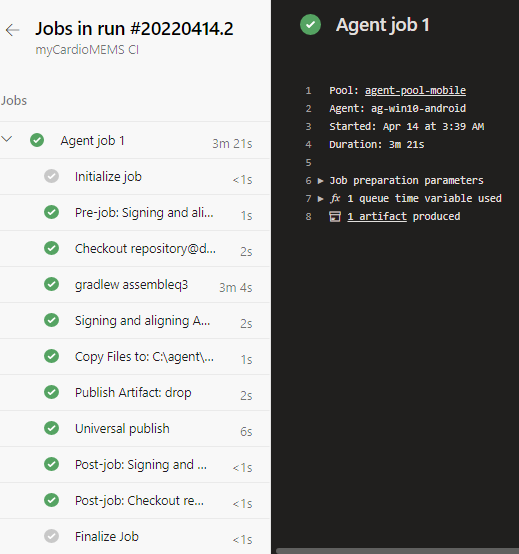 Jobs in run #20220414.2
myCardioMEMS CI
Jobs
Agent job 1 3m 21s
Initialize job <1s
Pre-job: Signing and ali... 1s
Checkout repository@d... 2s
gradlew assembleq3 3m 4s
Signing and aligning A... 2s
Copy Files to: C:\agent\... 1s
Publish Artifact: drop 2s
Universal publish 6s
Post-job: Signing and ... <1s
Post-job: Checkout re... <1s
Finalize Job <1s
Agent job 1
1 Pool: agent-pool-mobile
2 Agent: ag-win10-android
3 Started: Apr 14 at 3:39 AM
4 Duration: 3m 21s
5
6 ▶ Job preparation parameters
7 ▶ fx 1 queue time variable used
8 1 artifact produced